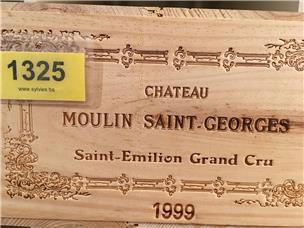 1325
www.sylvies.be
CHATEAU
MOULIN SAINT-GEORGES
Saint-Emilion Grand Cru
1999